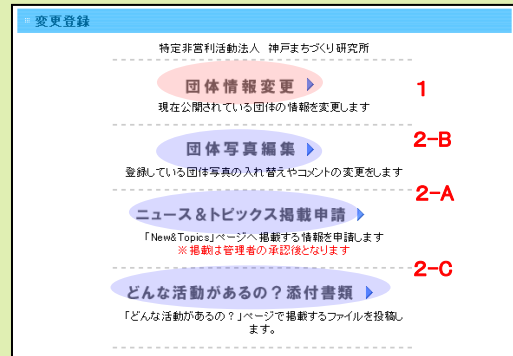 変更登録
特定非営利活動法人 神戸まちづくり研究所
団体情報変更
1
現在公開されている団体の情報を変更します
2-B
団体写真編集
登録している団体写真の入れ替えやコメントの変更をします
2-A
ニュース&トピックス掲載申請
「New&Topics」ページへ掲載する情報を申請します
※掲載は管理者の承認後となります
2-C
どんな活動があるの?添付書類
「どんな活動があるの?」ページで掲載するファイルを投稿し
ます。